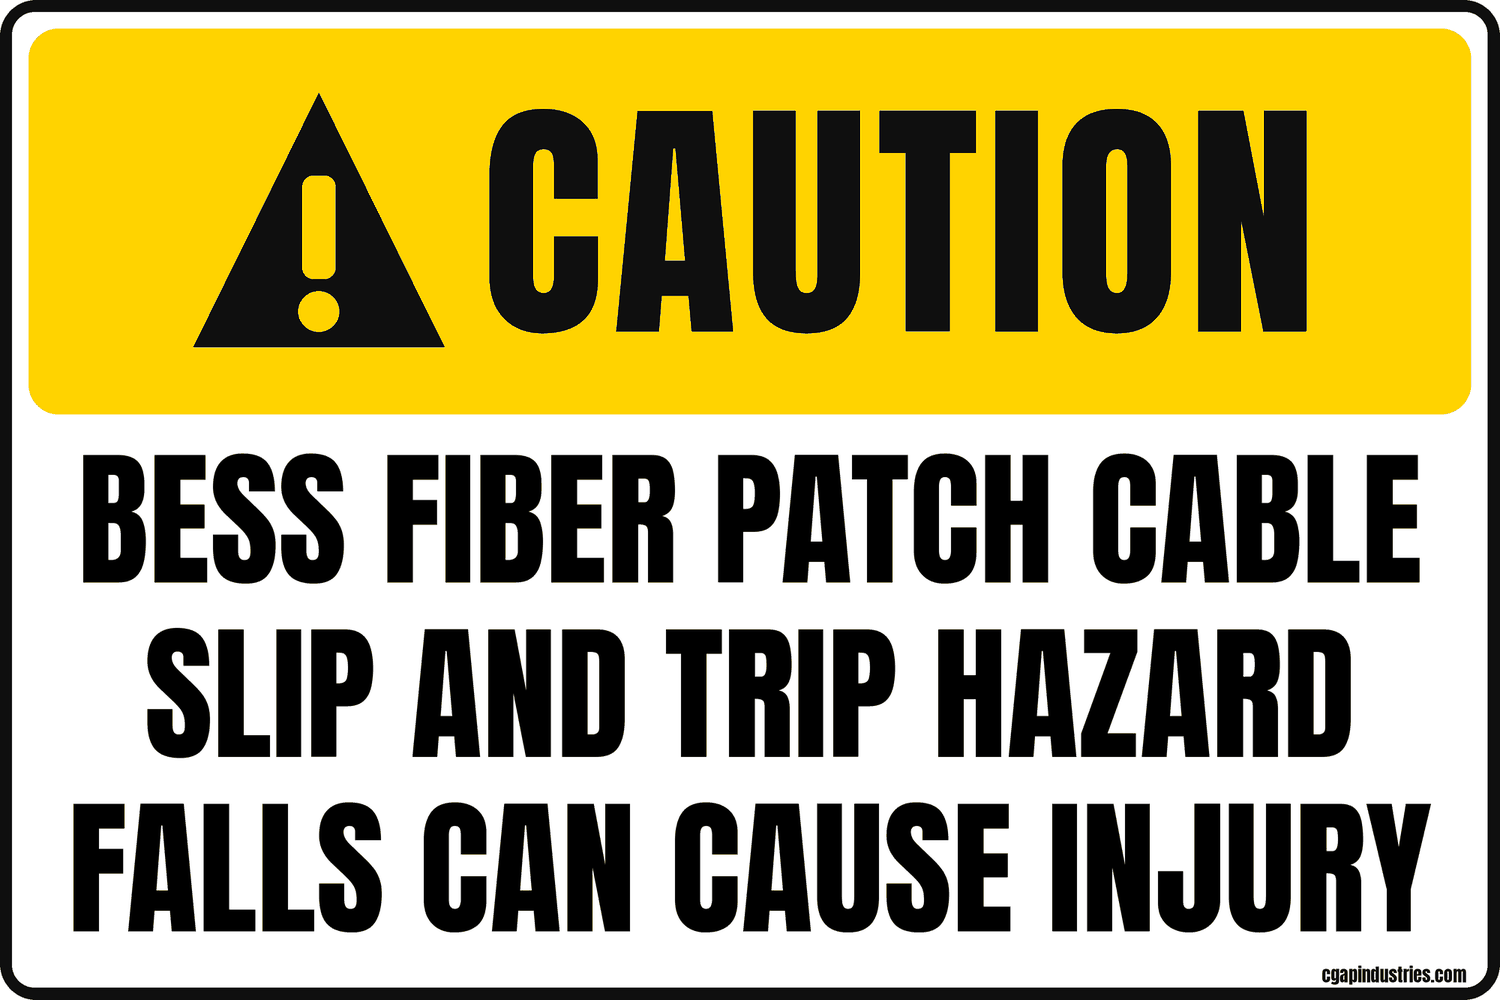 CAUTION
BESS FIBER PATCH CABLE
SLIP AND TRIP HAZARD
FALLS CAN CAUSE INJURY
cgapindustries.com